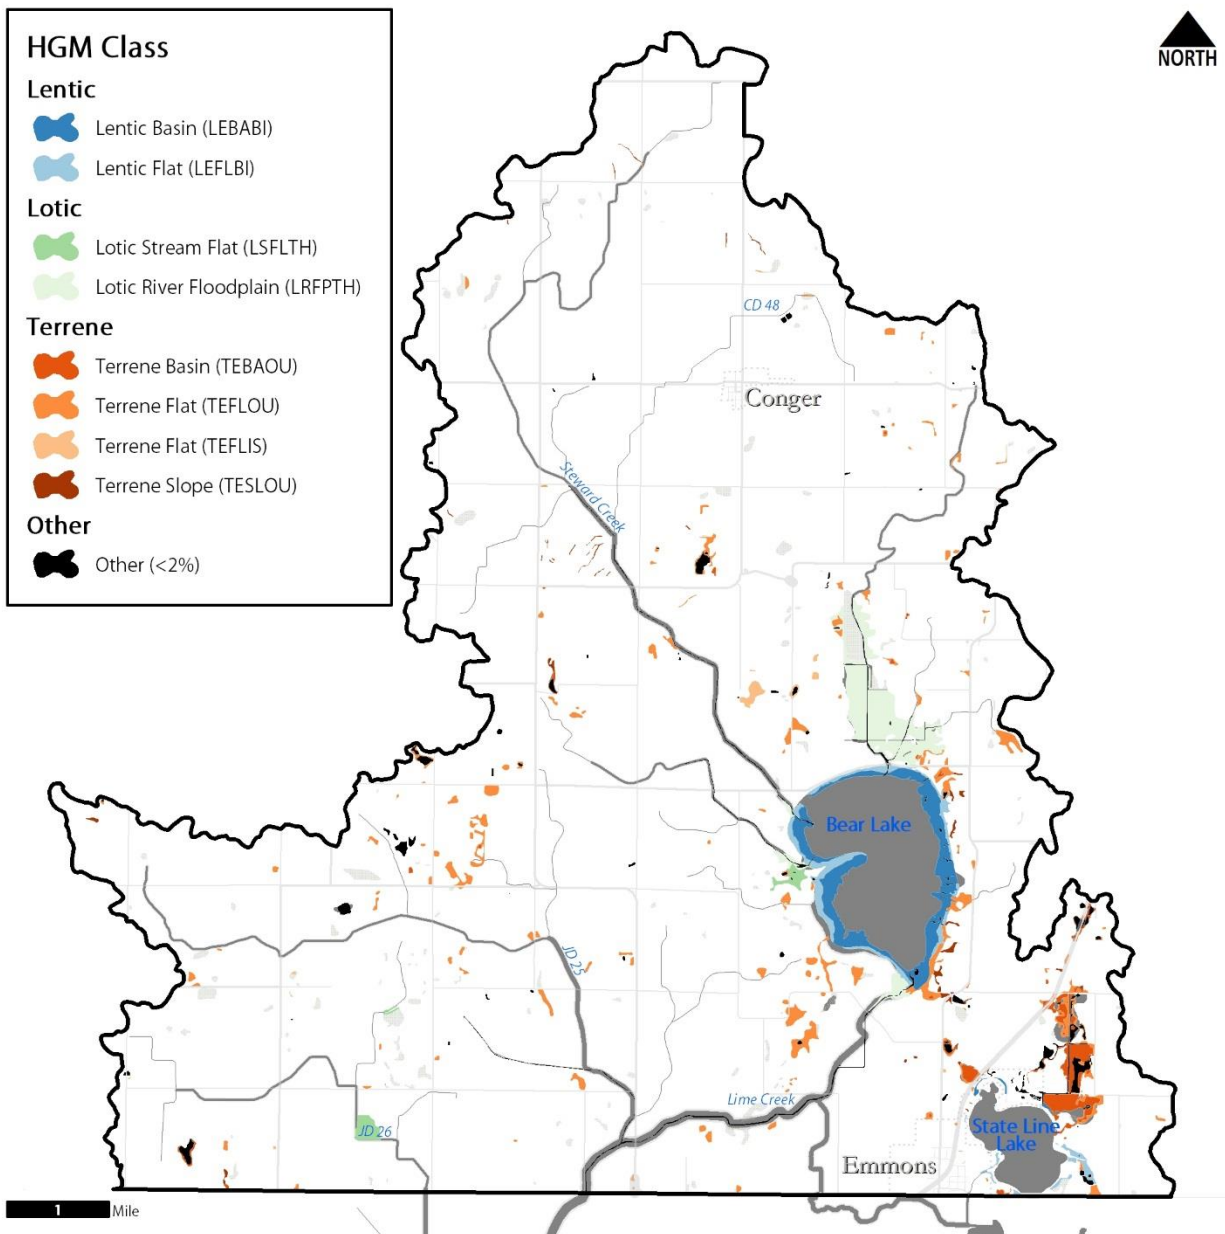 HGM Class
Lentic
Lentic Basin (LEBABI)
Lentic Flat (LEFLBI)
Lotic
Lotic Stream Flat (LSFLTH)
Lotic River Floodplain (LRFPTH)
Terrene
Terrene Basin (TEBAOU)
Terrene Flat (TEFLOU)
Terrene Flat (TEFLIS)
Terrene Slope (TESLOU)
Other
Other (<2%)
NORTH
CD 48
Conger
Steward Creek
Bear Lake
JD 25
Lime Creek
JD 26
State Line
Lake
Emmons
1 Mile